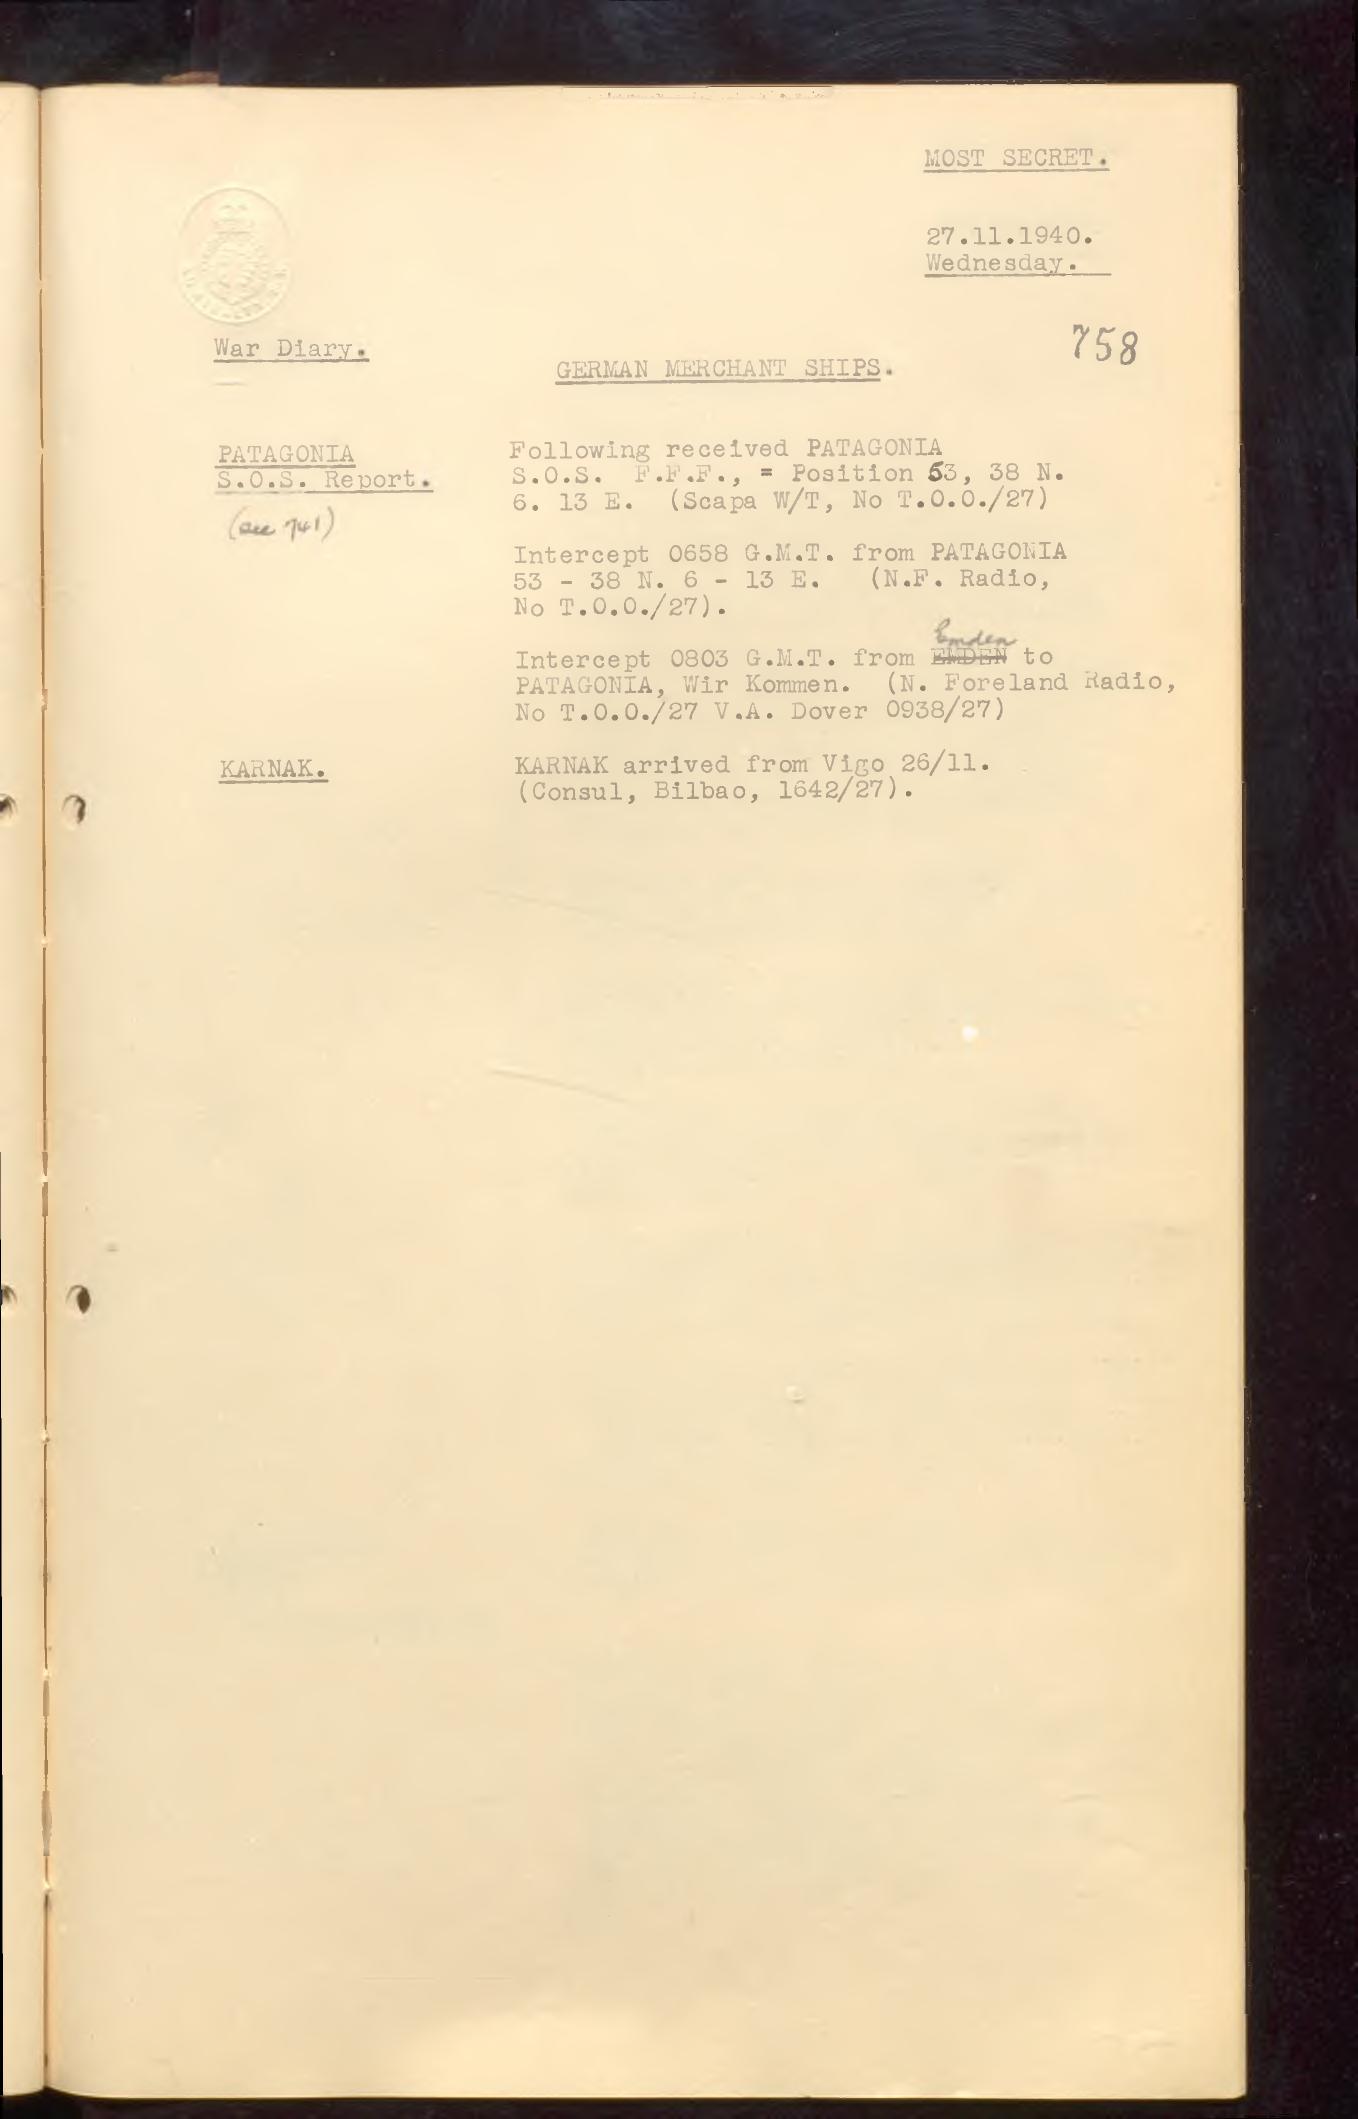 MOST SECRET.
27.11.1940.
Wednesday.
758
War Diary.
GERMAN MERCHANT SHIPS.
PATAGONIA
S.O.S. Report.
(see 741)
Following received PATAGONIA
S.O.S. F.F.F., = Position 53, 38 N.
6. 13 E. (Scapa W/T, No T.O.O./27)
Intercept 0658 G.M.T. from PATAGONIA
53 - 38 N. 6 - 13 E. (N.F. Radio,
No T.O.O./27).
Emden
Intercept 0803 G.M.T. from EMDEN to
PATAGONIA, Wir Kommen. (N. Foreland Radio,
No T.O.O./27 V.A. Dover 0938/27)
KARNAK.
KARNAK arrived from Vigo 26/11.
(Consul, Bilbao, 1642/27).